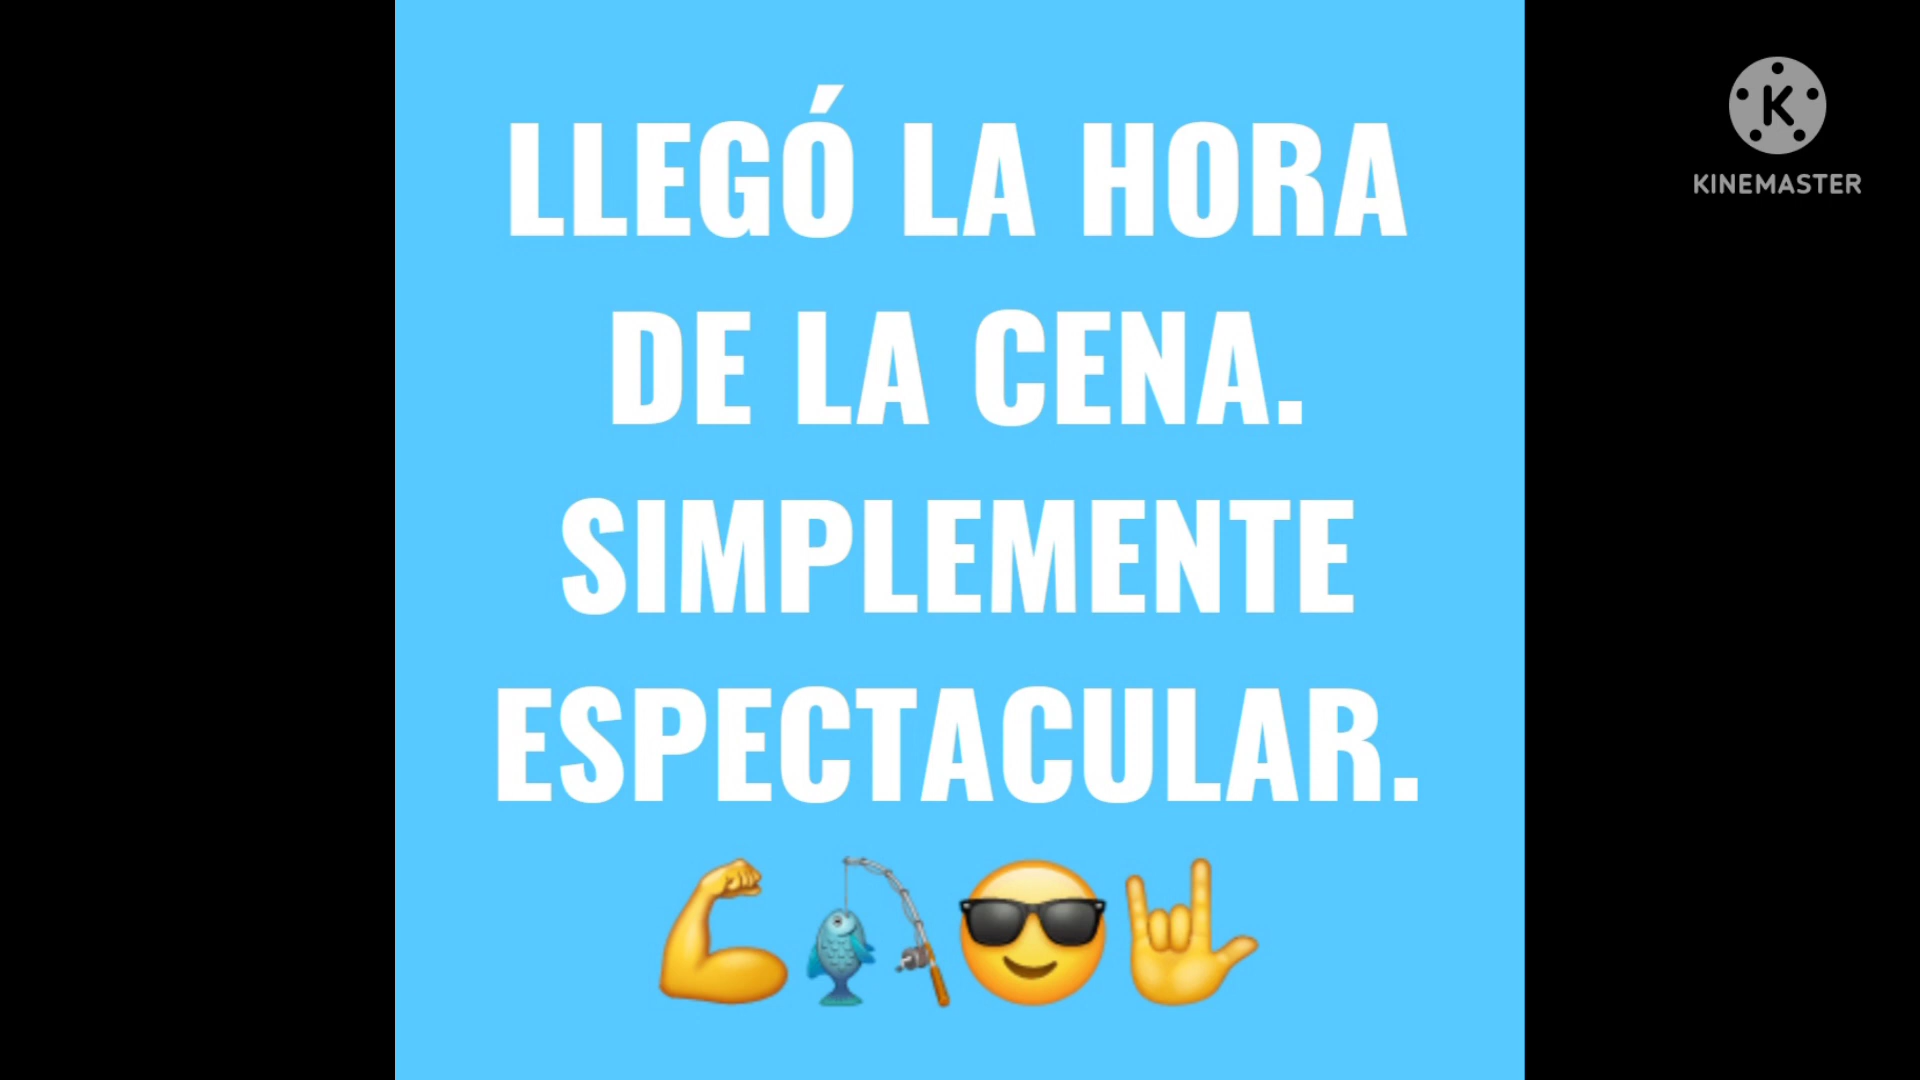 LLEGÓ LA HORA
DE LA CENA.
SIMPLEMENTE
ESPECTACULAR.
K
KINEMASTER